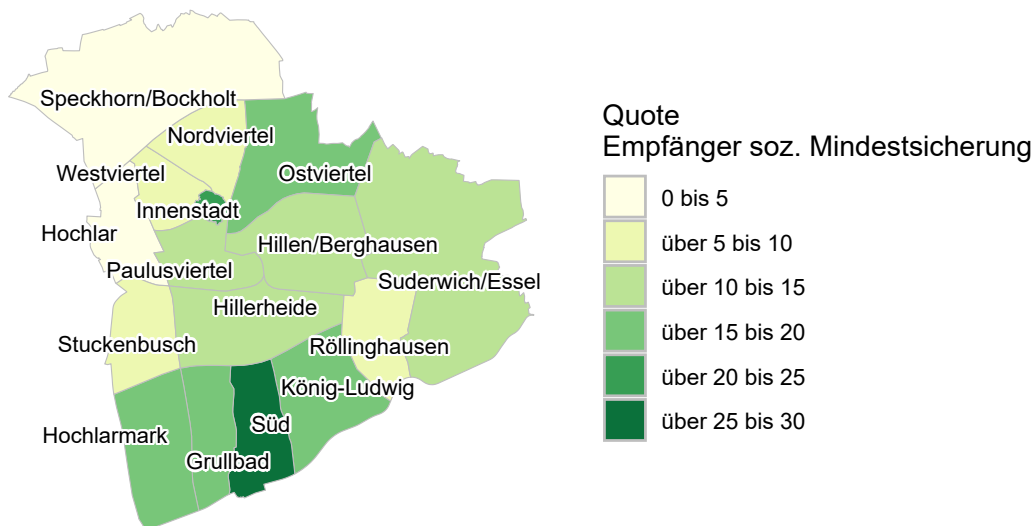 Speckhorn/Bockholt
Nordviertel
Westviertel
Ostviertel
Innenstadt
Hochlar
Hillen/Berghausen
Paulusviertel
Suderwich/Essel
Hillerheide
Stuckenbusch
Röllinghausen
König-Ludwig
Süd
Hochlarmark
Grullbad
Quote
Empfänger soz. Mindestsicherung
0 bis 5
über 5 bis 10
über 10 bis 15
über 15 bis 20
über 20 bis 25
über 25 bis 30